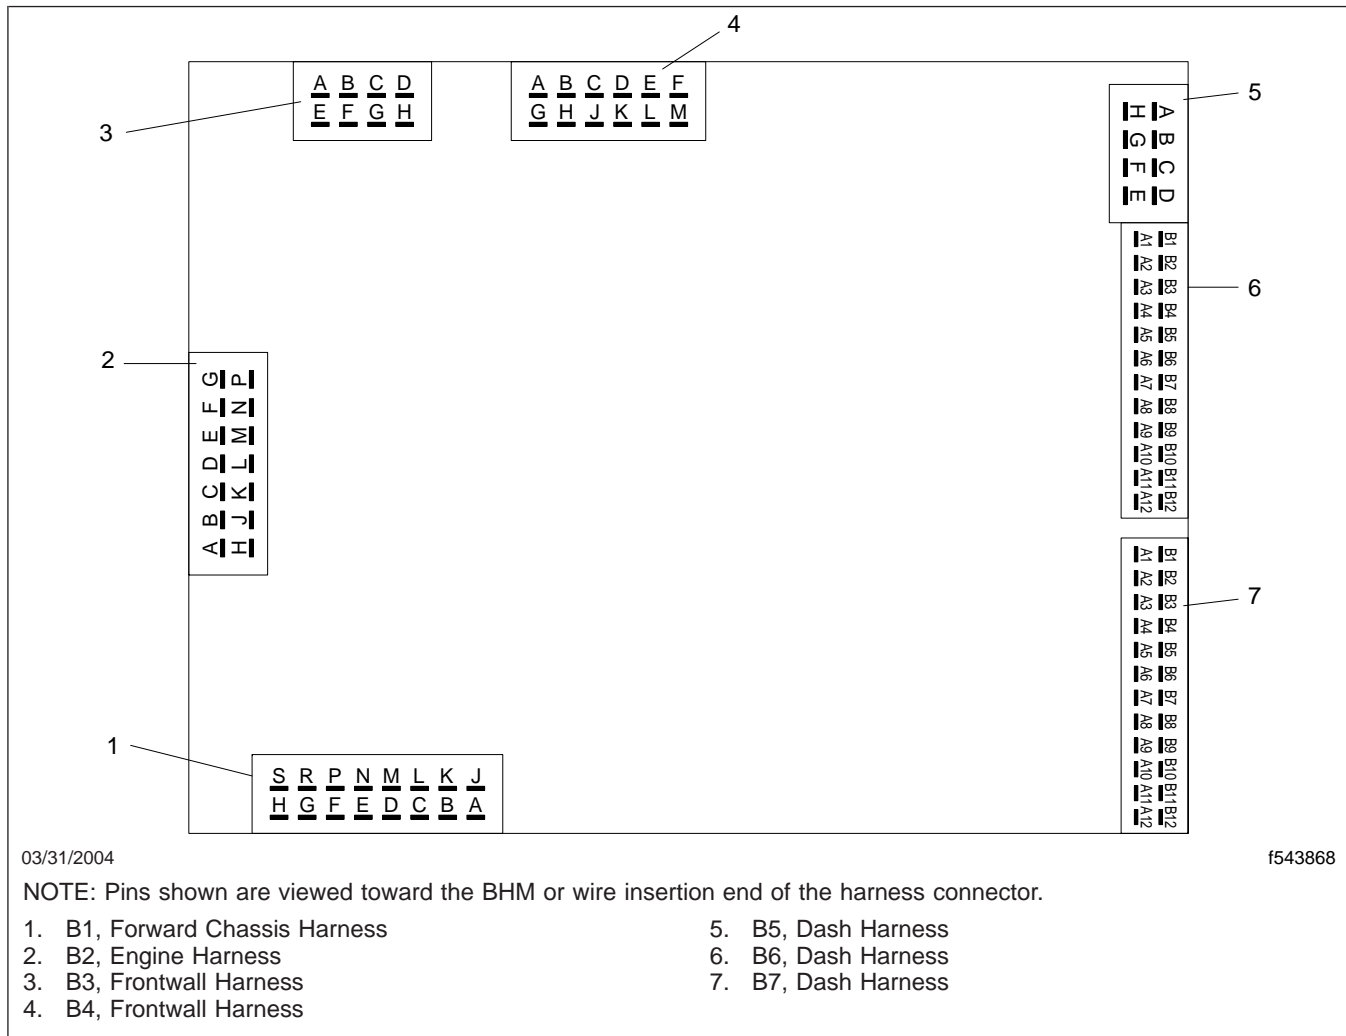 4
A B C D
E F G H
3
A B C D E F
G H J K L M
5
H A
G B
F C
E D
6
A1 B1
A2 B2
A3 B3
A4 B4
A5 B5
A6 B6
A7 B7
A8 B8
A9 B9
A10 B10
A11 B11
A12 B12
2
G P
F N
E M
D L
C K
B J
A H
7
A1 B1
A2 B2
A3 B3
A4 B4
A5 B5
A6 B6
A7 B7
A8 B8
A9 B9
A10 B10
A11 B11
A12 B12
1
S R P N M L K J
H G F E D C B A
03/31/2004
f543868
NOTE: Pins shown are viewed toward the BHM or wire insertion end of the harness connector.
1. B1, Forward Chassis Harness
2. B2, Engine Harness
3. B3, Frontwall Harness
4. B4, Frontwall Harness
5. B5, Dash Harness
6. B6, Dash Harness
7. B7, Dash Harness